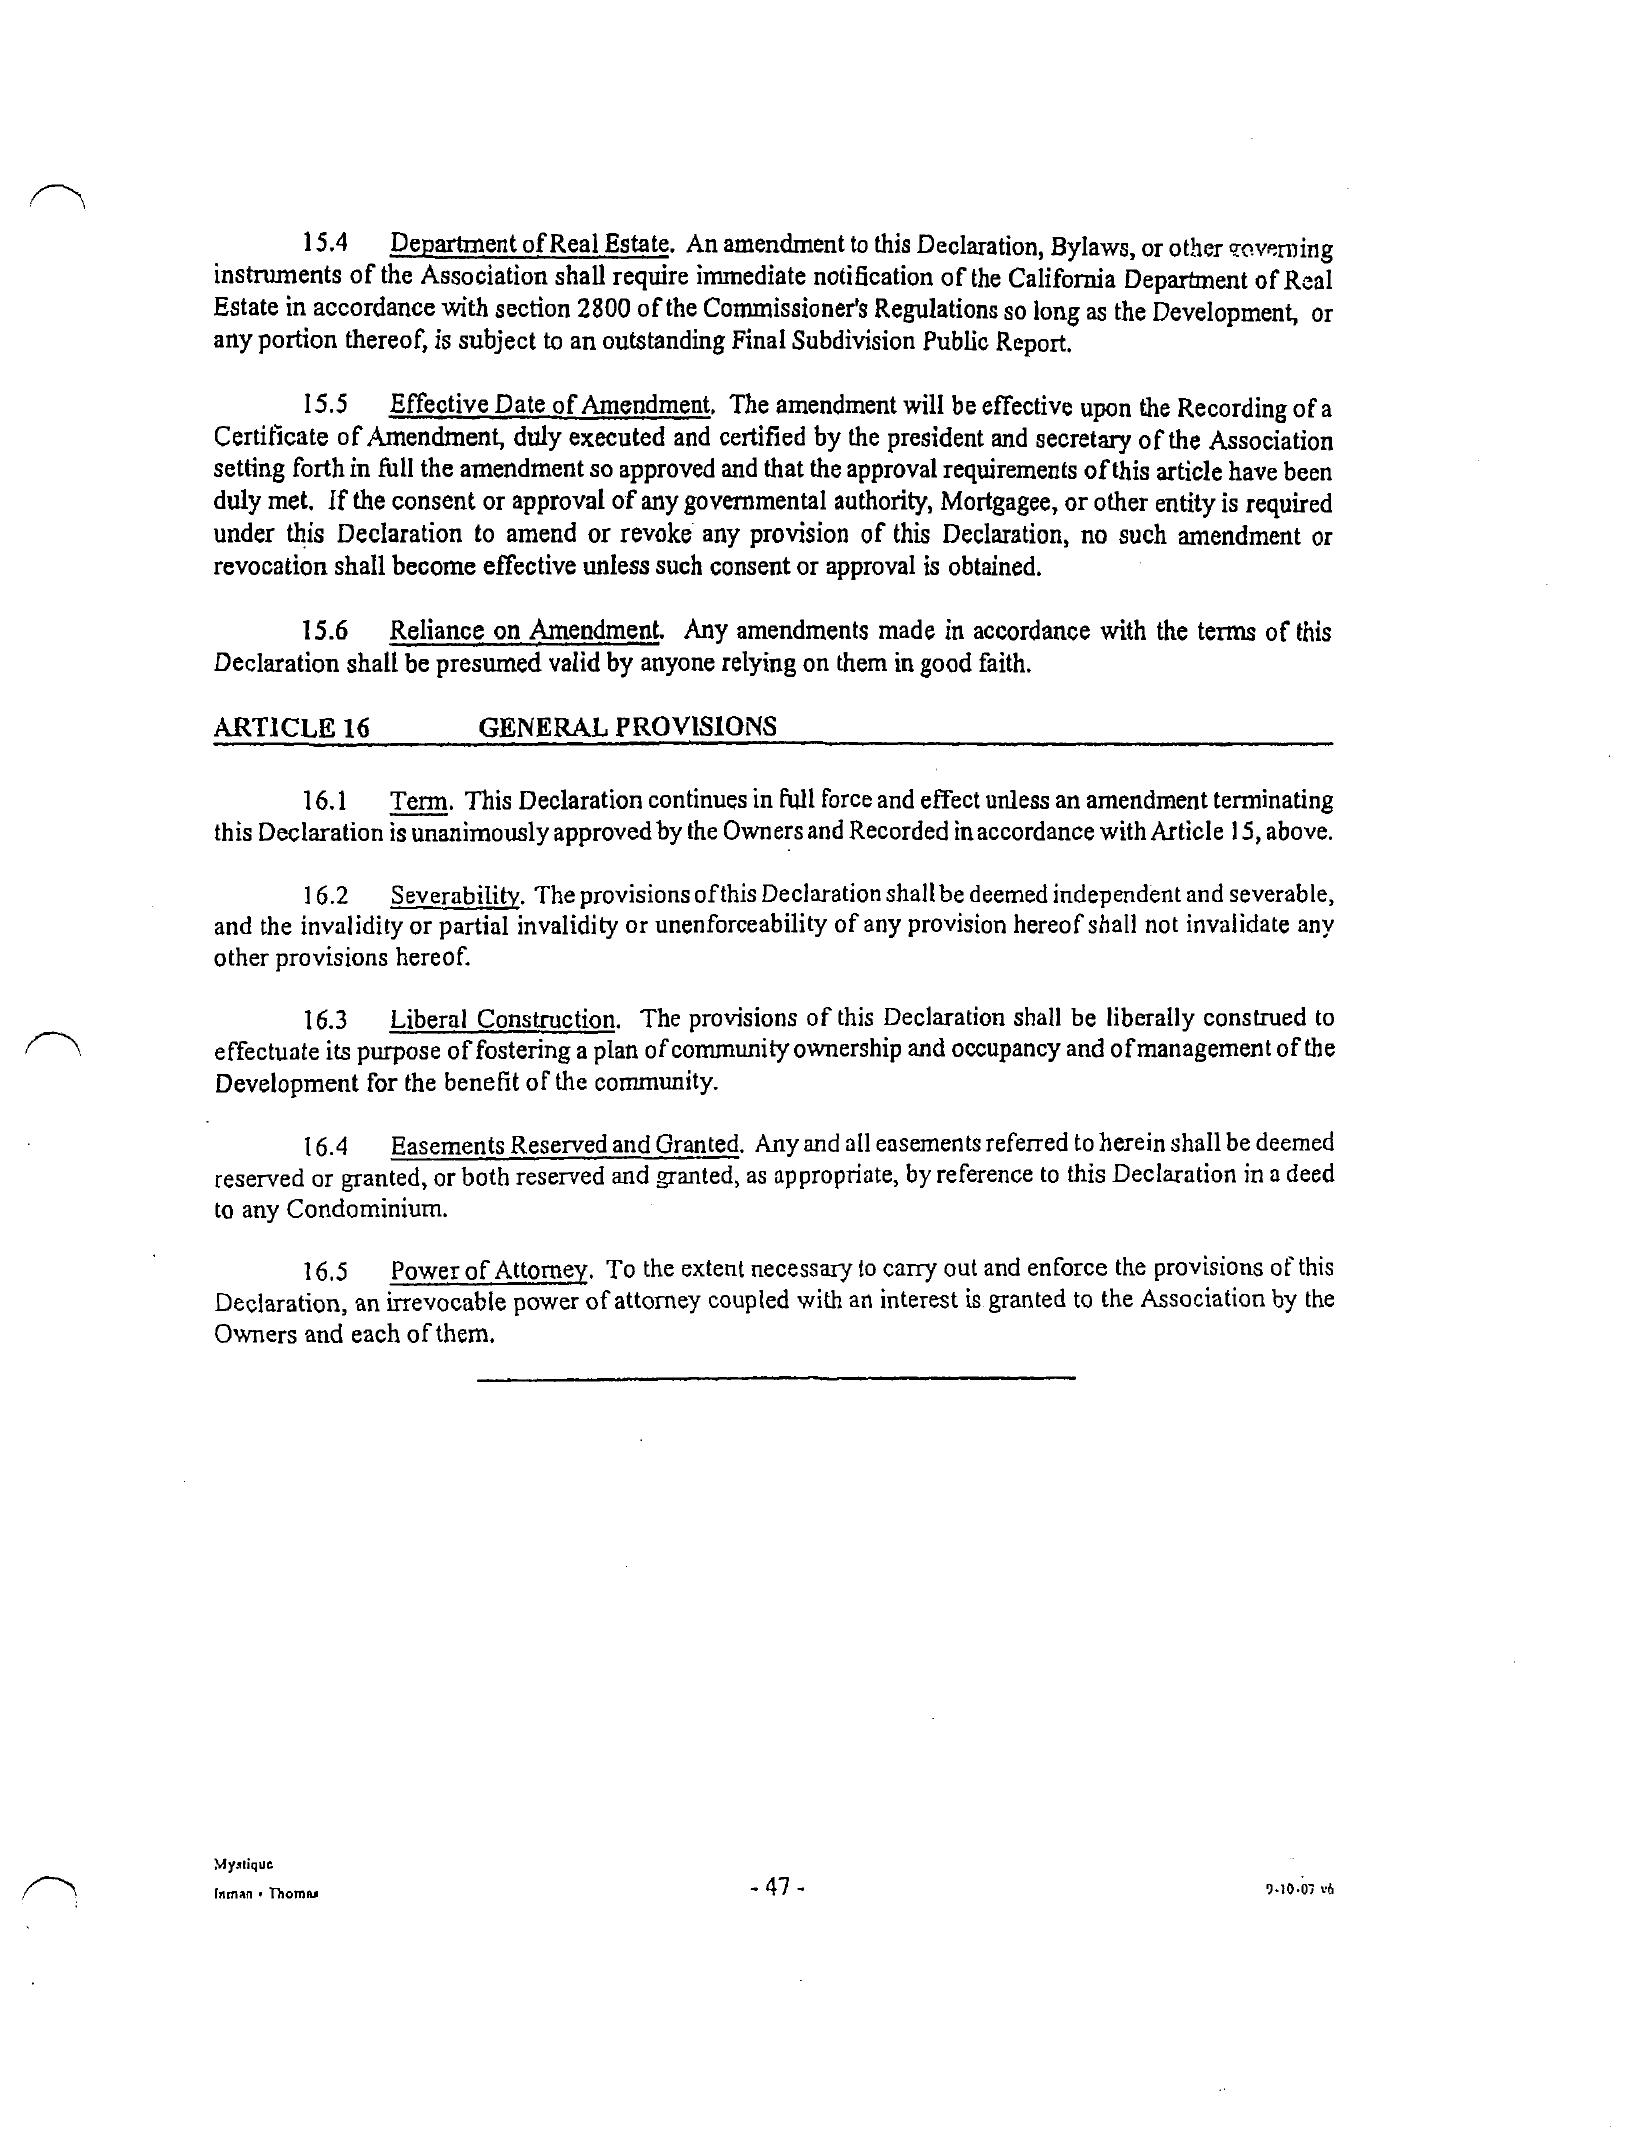 15.4 Department of Real Estate. An amendment to this Declaration, Bylaws, or other governing
instruments of the Association shall require immediate notification of the California Department of Real
Estate in accordance with section 2800 of the Commissioner's Regulations so long as the Development, or
any portion thereof, is subject to an outstanding Final Subdivision Public Report.
15.5 Effective Date of Amendment. The amendment will be effective upon the Recording of a
Certificate of Amendment, duly executed and certified by the president and secretary of the Association
setting forth in full the amendment so approved and that the approval requirements of this article have been
duly met. If the consent or approval of any governmental authority, Mortgagee, or other entity is required
under this Declaration to amend or revoke any provision of this Declaration, no such amendment or
revocation shall become effective unless such consent or approval is obtained.
15.6 Reliance on Amendment. Any amendments made in accordance with the terms of this
Declaration shall be presumed valid by anyone relying on them in good faith.
ARTICLE 16 GENERAL PROVISIONS
16.1 Term. This Declaration continues in full force and effect unless an amendment terminating
this Declaration is unanimously approved by the Owners and Recorded in accordance with Article 15, above.
16.2 Severability. The provisions of this Declaration shall be deemed independent and severable,
and the invalidity or partial invalidity or unenforceability of any provision hereof shall not invalidate any
other provisions hereof.
16.3 Liberal Construction. The provisions of this Declaration shall be liberally construed to
effectuate its purpose of fostering a plan of community ownership and occupancy and of management of the
Development for the benefit of the community.
16.4 Easements Reserved and Granted. Any and all easements referred to herein shall be deemed
reserved or granted, or both reserved and granted, as appropriate, by reference to this Declaration in a deed
to any Condominium.
16.5 Power of Attorney. To the extent necessary to carry out and enforce the provisions of this
Declaration, an irrevocable power of attorney coupled with an interest is granted to the Association by the
Owners and each of them.
Mystique
Inman • Thomas
- 47 -
9-10-07 v6